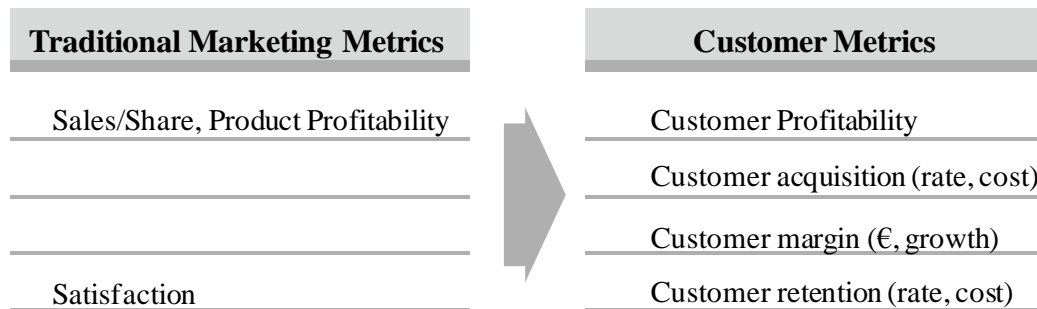 Traditional Marketing Metrics
Customer Metrics
Sales/Share, Product Profitability
Customer Profitability
Customer acquisition (rate, cost)
Customer margin (€, growth)
Satisfaction
Customer retention (rate, cost)